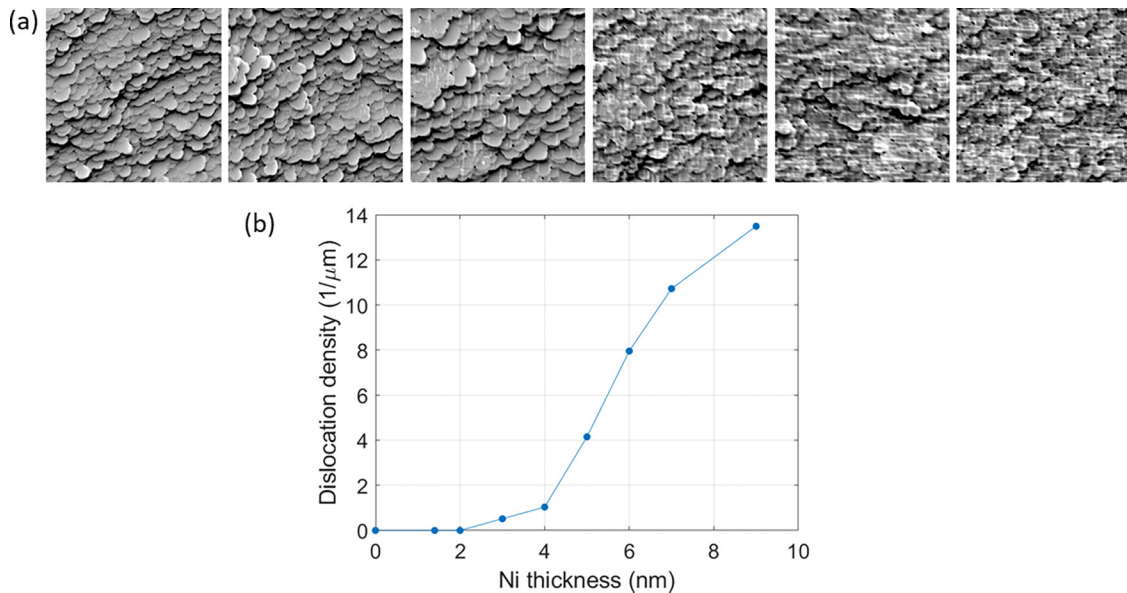 (a)
(b)
Dislocation density (1/μm)
14
12
10
8
6
4
2
0
0 2 4 6 8 10
Ni thickness (nm)